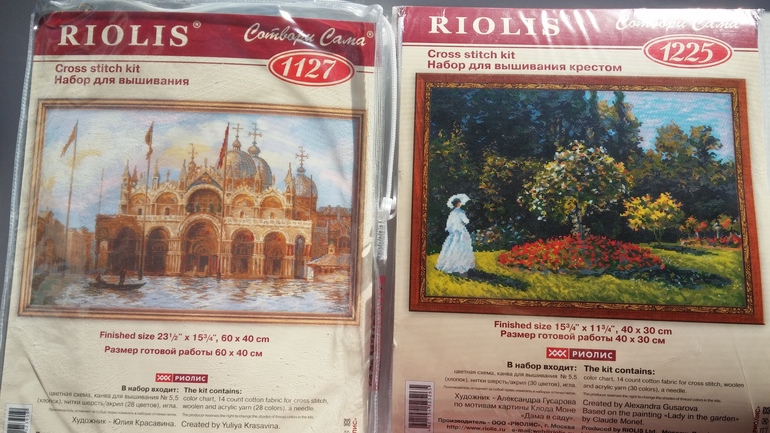 RIOLIS®
Сотвори Сама®
Cross stitch kit
Набор для вышивания
1127
Finished size 23½" x 15¾", 60 x 40 cm
Размер готовой работы 60 x 40 см
РИОЛИС
В набор входит:
цветная схема, канва для вышивания № 5,5
(хлопок), нитки шерсть/акрил (28 цветов), игла.
The kit contains:
color chart, 14 count cotton fabric for cross stitch,
woolen and acrylic yarn (28 colors), a needle.
Художник - Юлия Красавина.
Created by Yuliya Krasavina.
RIOLIS®
Сотвори Сама®
Cross stitch kit
Набор для вышивания крестом
1225
Finished size 15¾" x 11¾", 40 x 30 cm
Размер готовой работы 40 x 30 см
РИОЛИС
В набор входит:
цветная схема, канва для вышивания № 5,5
(хлопок), нитки шерсть/акрил (30 цветов), игла.
The kit contains:
color chart, 14 count cotton fabric for cross stitch, woolen
and acrylic yarn (30 colors), a needle.
Художник - Александра Гусарова
по мотивам картины Клода Моне
«Дама в саду».
Created by Alexandra Gusarova
Based on the painting «Lady in the garden»
by Claude Monet.
Производитель: ООО «РИОЛИС»
Produced by RIOLIS